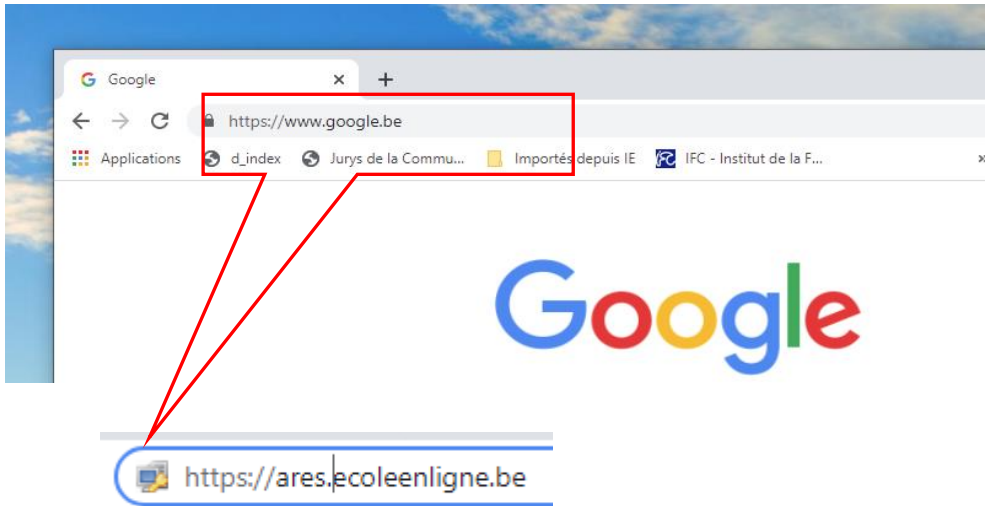 Google × +
https://www.google.be
Applications d_index Jurys de la Commu... Importés depuis IE IFC - Institut de la F... »
Google
https://ares.ecoleenligne.be